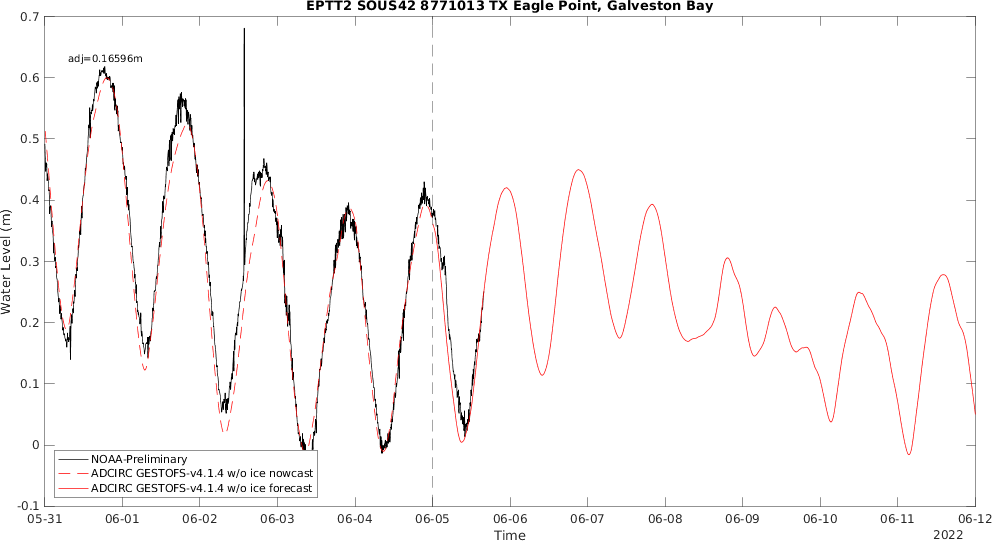 EPTT2 SOUS42 8771013 TX Eagle Point, Galveston Bay
0.7
adj=0.16596m
0.6
0.5
0.4
0.3
0.2
0.1
0
-0.1
Water Level (m)
NOAA-Preliminary
ADCIRC GESTOFS-v4.1.4 w/o ice nowcast
ADCIRC GESTOFS-v4.1.4 w/o ice forecast
05-31 06-01 06-02 06-03 06-04 06-05 06-06 06-07 06-08 06-09 06-10 06-11 06-12
Time
2022